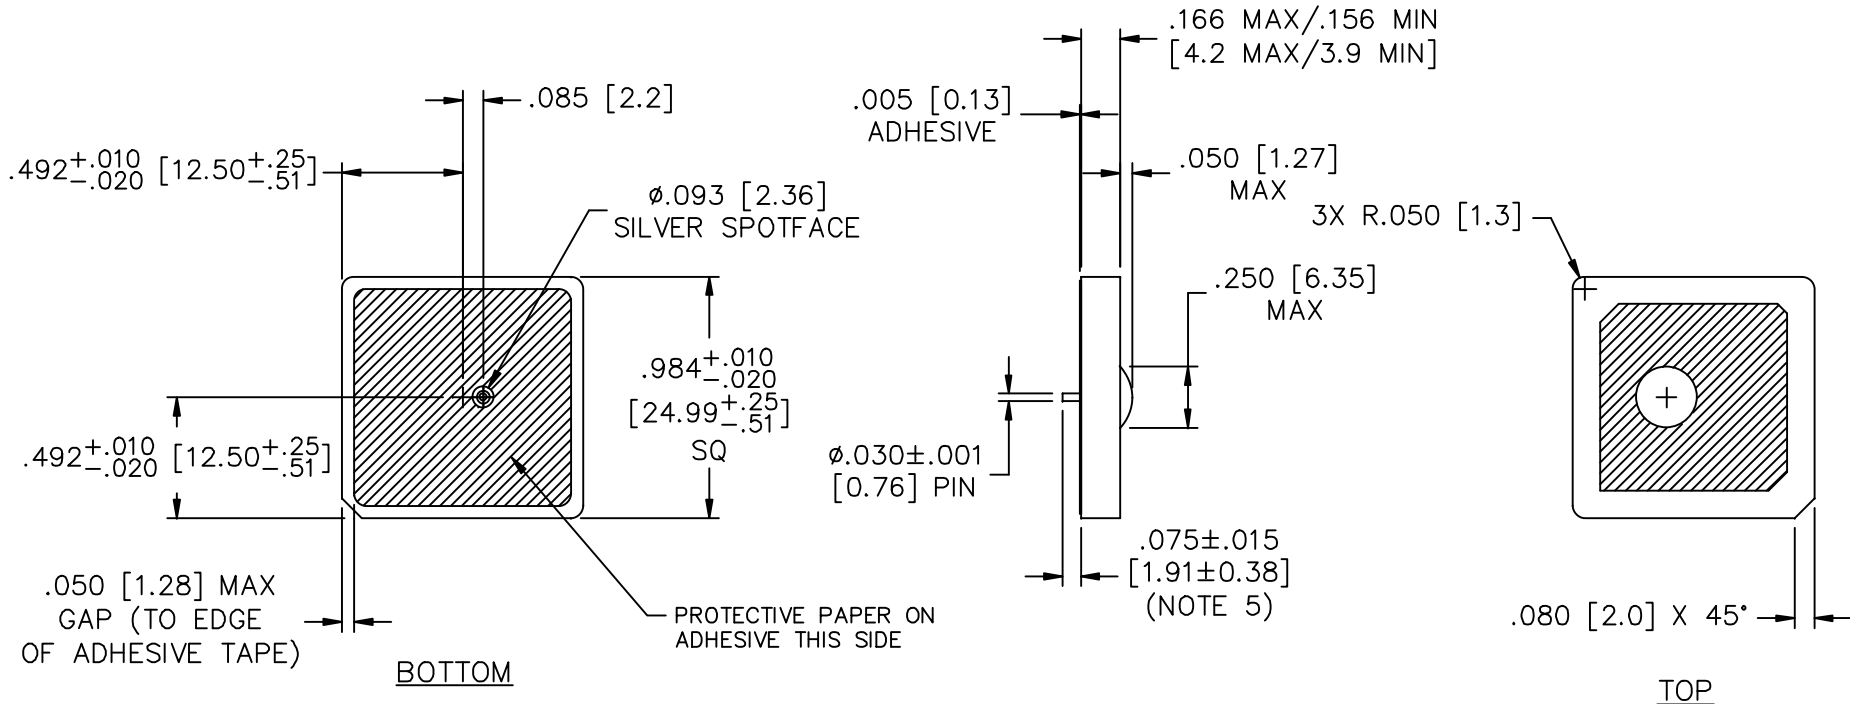 .166 MAX/.156 MIN
[4.2 MAX/3.9 MIN]
.085 [2.2]
.005 [0.13]
ADHESIVE
.492+.010 -.020 [12.50+.25 -.51]
.050 [1.27]
MAX
ø.093 [2.36]
SILVER SPOTFACE
3X R.050 [1.3]
.250 [6.35]
MAX
.984+.010 -.020
[24.99+.25 -.51]
SQ
.492+.010 -.020 [12.50+.25 -.51]
ø.030±.001
[0.76] PIN
.075±.015
[1.91±0.38]
(NOTE 5)
.050 [1.28] MAX
GAP (TO EDGE
OF ADHESIVE TAPE)
PROTECTIVE PAPER ON
ADHESIVE THIS SIDE
.080 [2.0] X 45°
BOTTOM
TOP